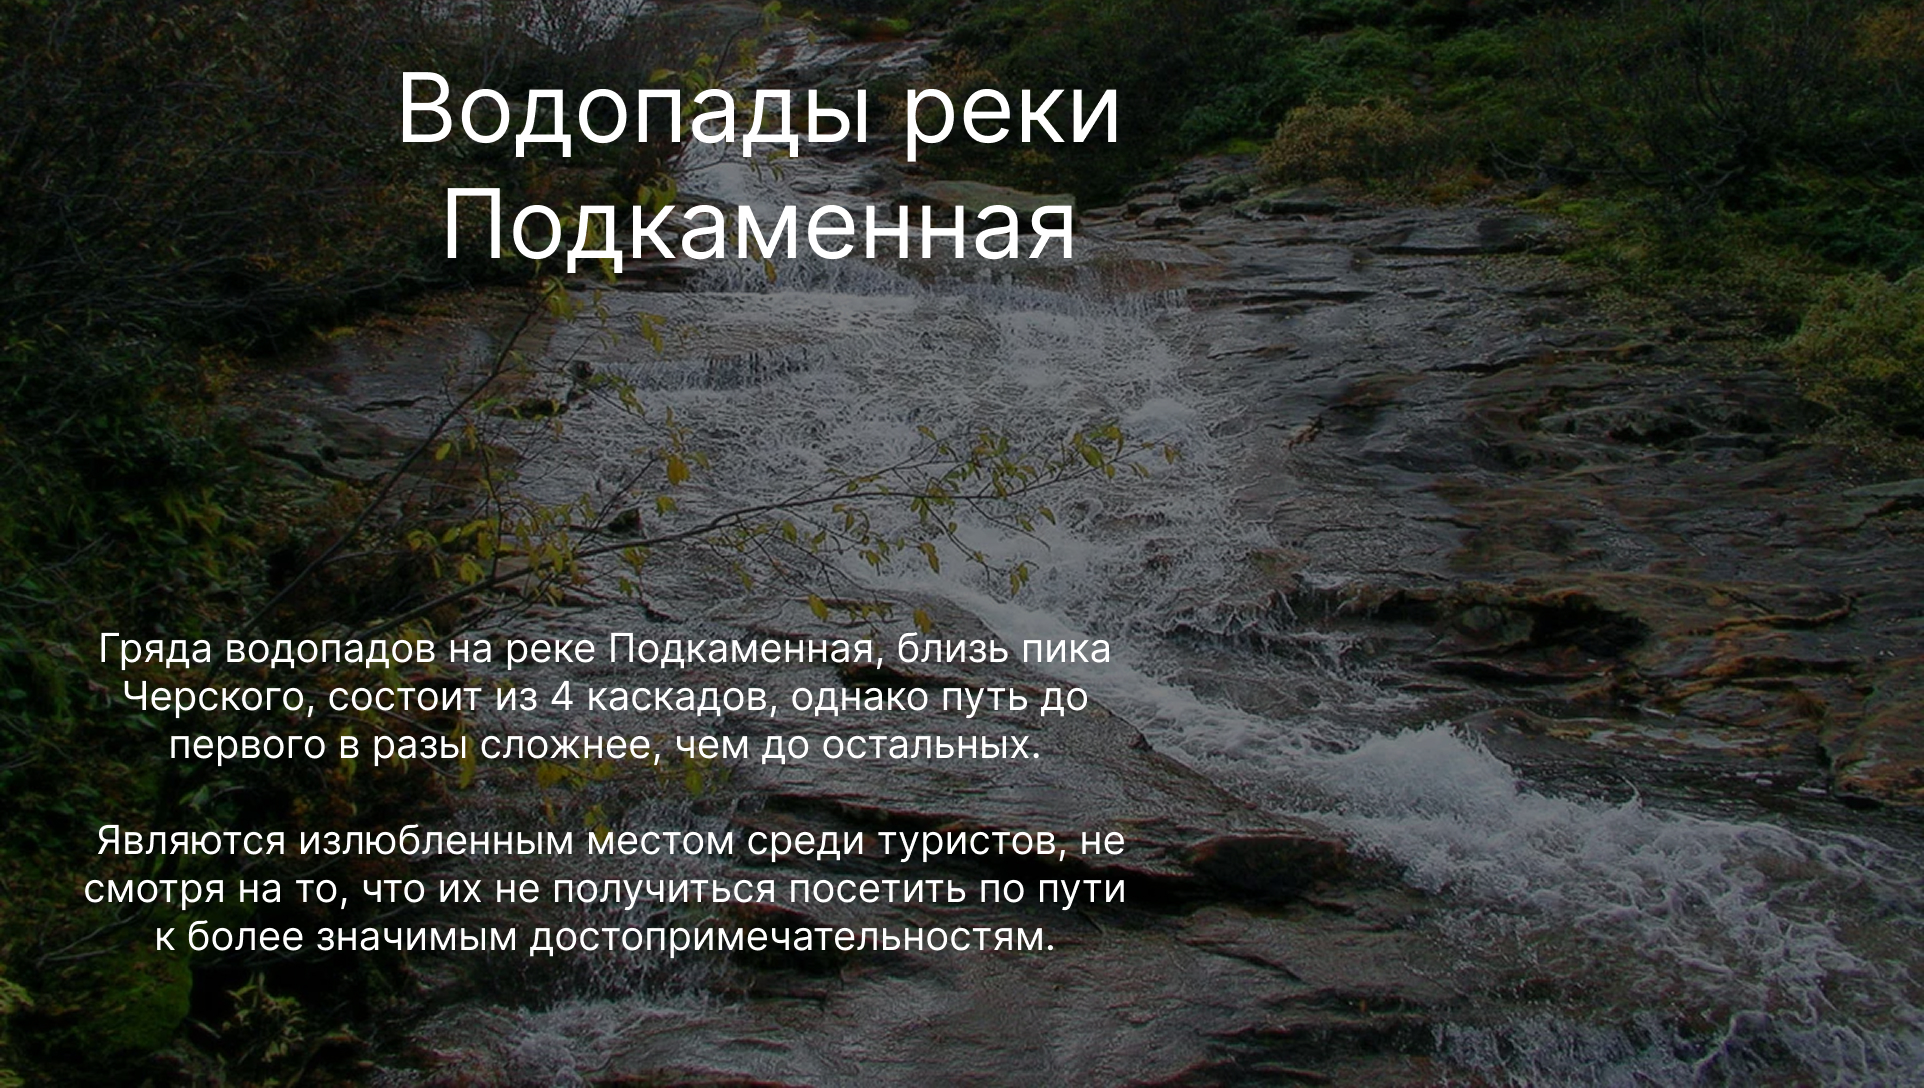 Водопады реки
Подкаменная
Гряда водопадов на реке Подкаменная, близь пика
Черского, состоит из 4 каскадов, однако путь до
первого в разы сложнее, чем до остальных.
Являются излюбленным местом среди туристов, не
смотря на то, что их не получиться посетить по пути
к более значимым достопримечательностям.